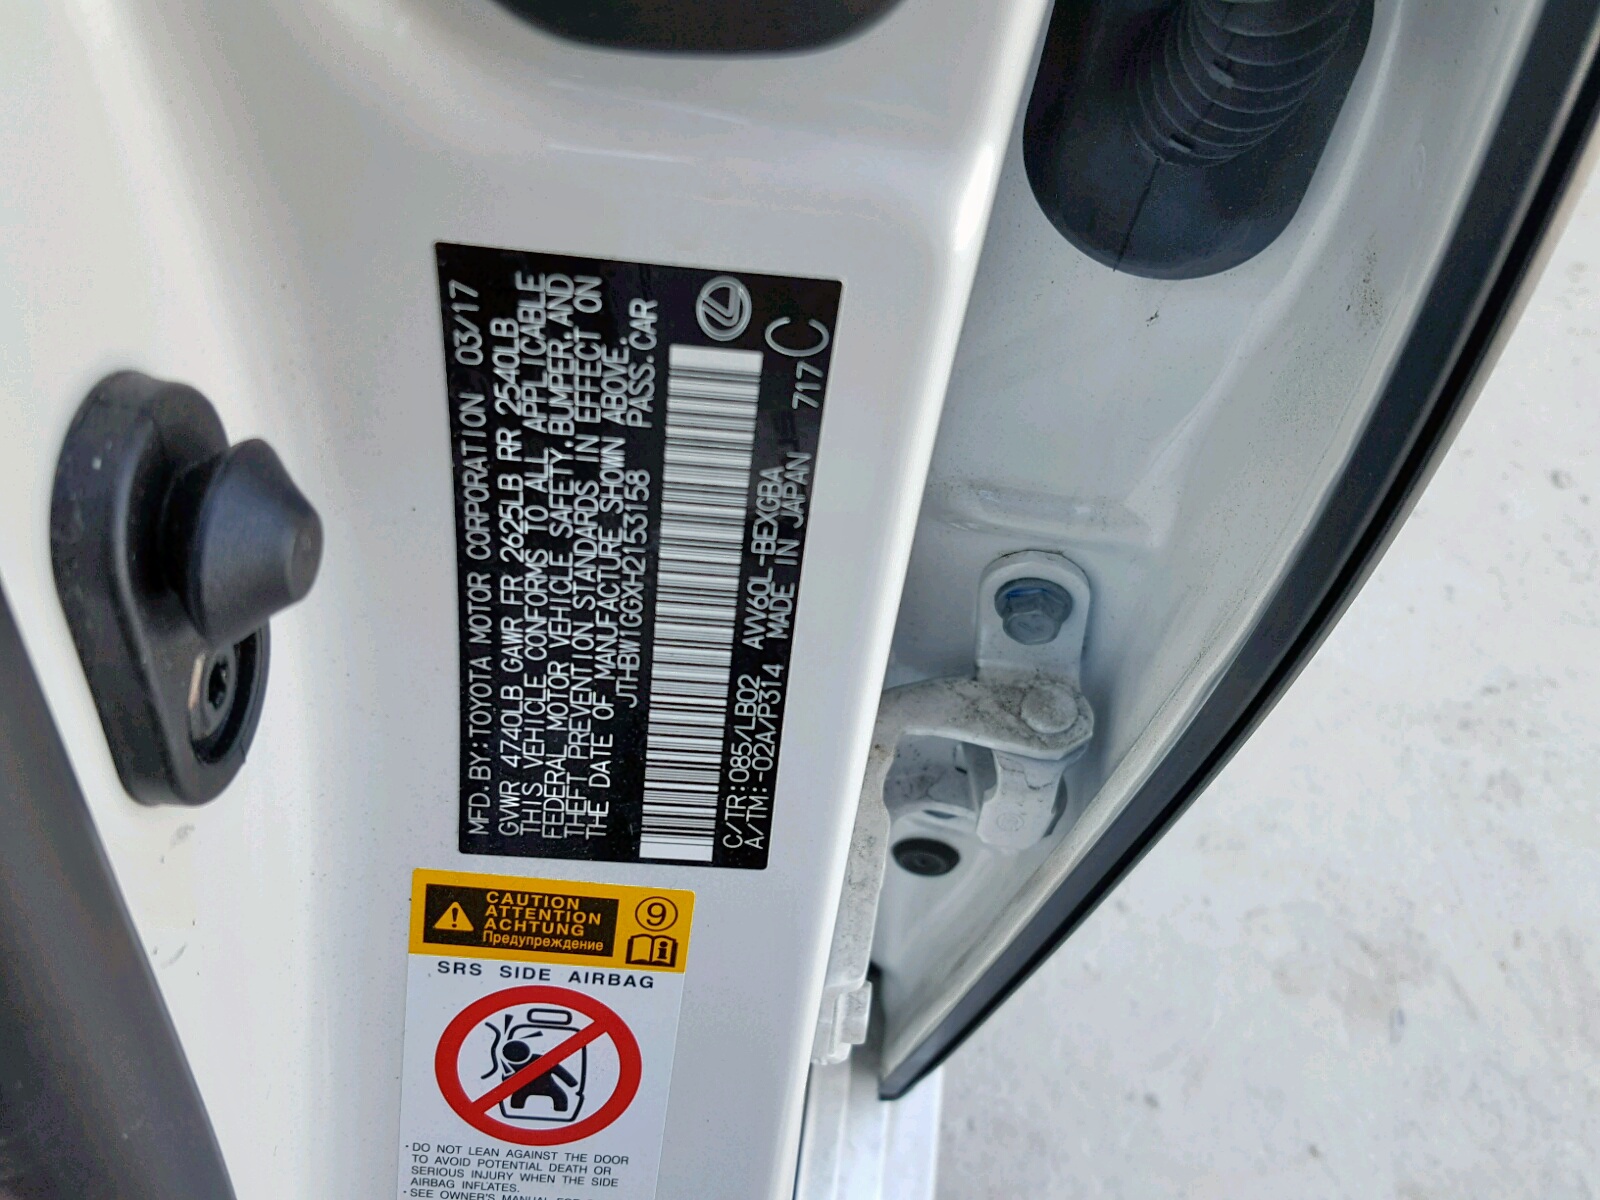 MFD.BY:TOYOTA MOTOR CORPORATION 03/17
GVWR 4740LB GAWR FR 2625LB RR 2540LB
THIS VEHICLE CONFORMS TO ALL APPLICABLE
FEDERAL MOTOR VEHICLE SAFETY,BUMPER,AND
THEFT PREVENTION STANDARDS IN EFFECT ON
THE DATE OF MANUFACTURE SHOWN ABOVE.
JTHBW1GGXH2153158 PASS.CAR
C/TR:085/LB02 AVV60L-BEXGBA
A/TM:-02A/P314 MADE IN JAPAN 717 C
CAUTION
ATTENTION
ACHTUNG
Предупреждение
9
SRS SIDE AIRBAG
- DO NOT LEAN AGAINST THE DOOR
TO AVOID POTENTIAL DEATH OR
SERIOUS INJURY WHEN THE SIDE
AIRBAG INFLATES.
- SEE OWNER'S MANUAL